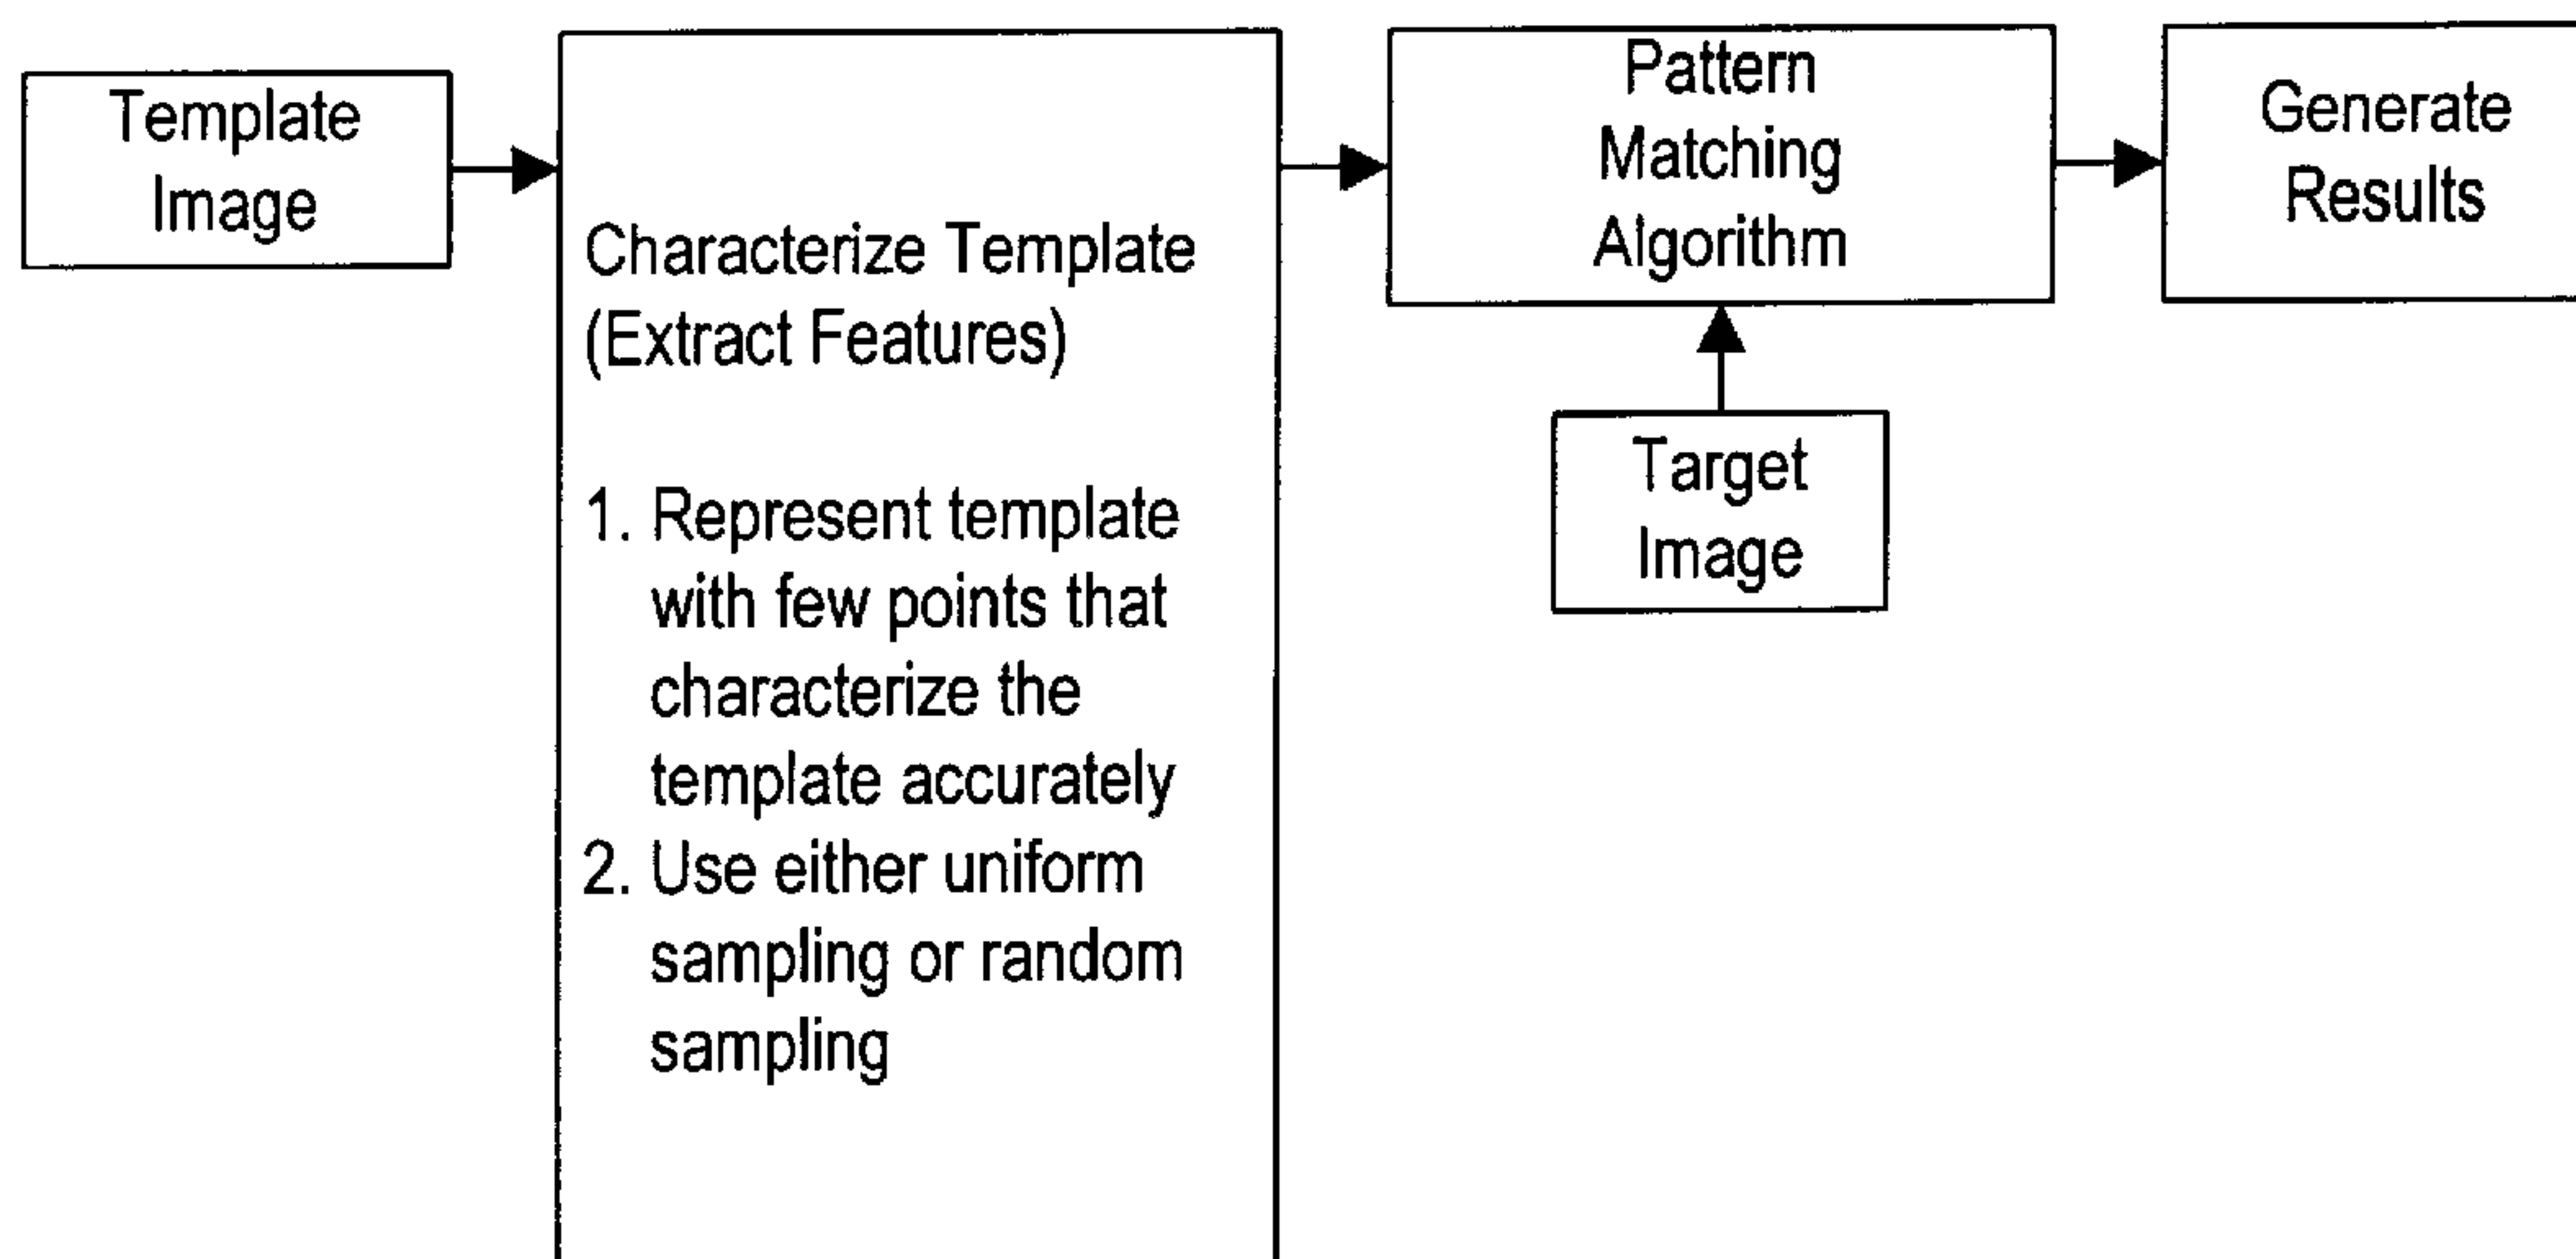 Template
Image
Characterize Template
(Extract Features)
1. Represent template
with few points that
characterize the
template accurately
2. Use either uniform
sampling or random
sampling
Pattern
Matching
Algorithm
Target
Image
Generate
Results